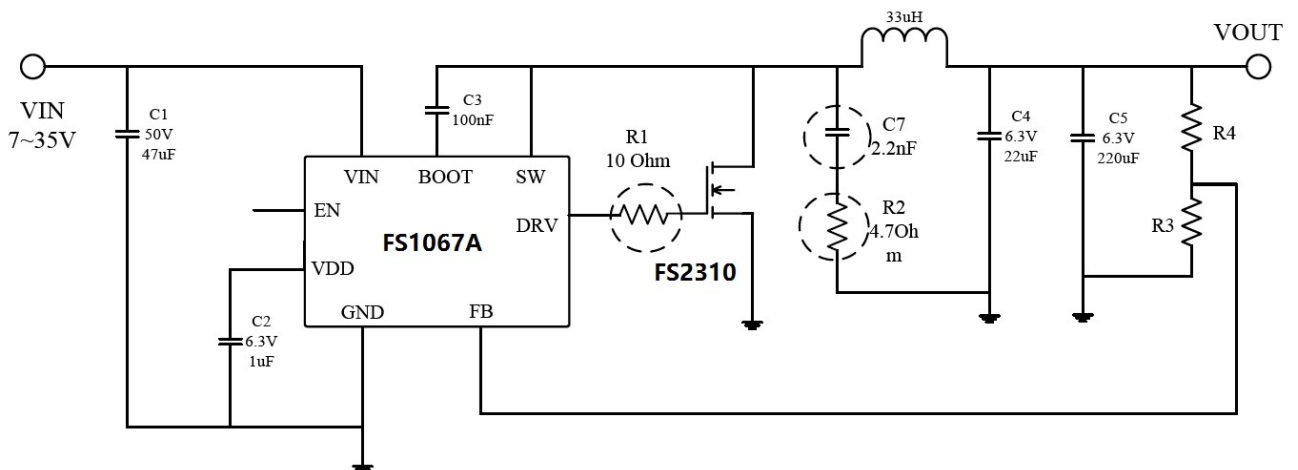 33uH
VOUT
VIN
7~35V
C1
50V
47uF
C3
100nF
R1
10 Ohm
C7
2.2nF
C4
6.3V
22uF
C5
6.3V
220uF
R4
VIN
BOOT
SW
EN
DRV
FS1067A
VDD
GND
FB
FS2310
R2
4.7Oh
m
R3
C2
6.3V
1uF